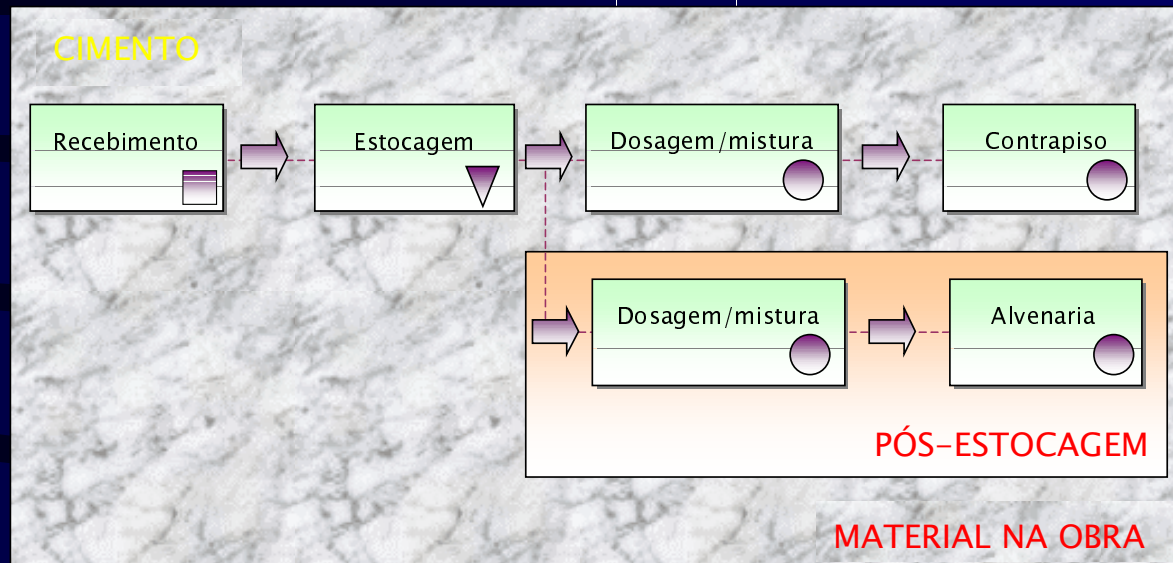 CIMENTO
Recebimento
Estocagem
Dosagem/mistura
Contrapiso
Dosagem/mistura
Alvenaria
PÓS-ESTOCAGEM
MATERIAL NA OBRA